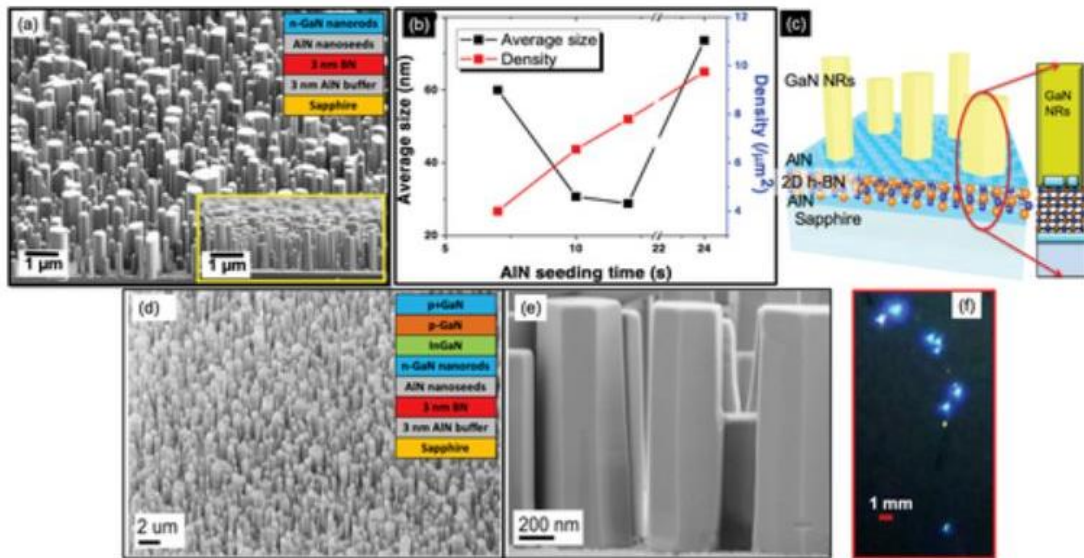 (a)
n-GaN nanorods
AlN nanoseeds
3 nm BN
3 nm AlN buffer
Sapphire
1 μm
1 μm
(b)
Average size
Density
Average size (nm)
60
40
20
12
10
8
6
4
Density (/μm²)
5
10
22
24
AlN seeding time (s)
(c)
GaN NRs
AlN
2D h-BN
AlN
Sapphire
GaN
NRs
(d)
p+GaN
p-GaN
InGaN
n-GaN nanorods
AlN nanoseeds
3 nm BN
3 nm AlN buffer
Sapphire
2 um
(e)
200 nm
(f)
1 mm